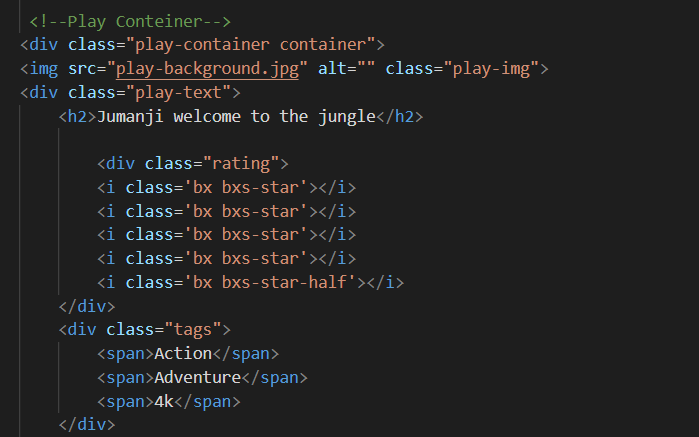 <!--Play Conteiner-->
<div class="play-container container">
<img src="play-background.jpg" alt="" class="play-img">
<div class="play-text">
<h2>Jumanji welcome to the jungle</h2>
<div class="rating">
<i class='bx bxs-star'></i>
<i class='bx bxs-star'></i>
<i class='bx bxs-star'></i>
<i class='bx bxs-star'></i>
<i class='bx bxs-star-half'></i>
</div>
<div class="tags">
<span>Action</span>
<span>Adventure</span>
<span>4k</span>
</div>